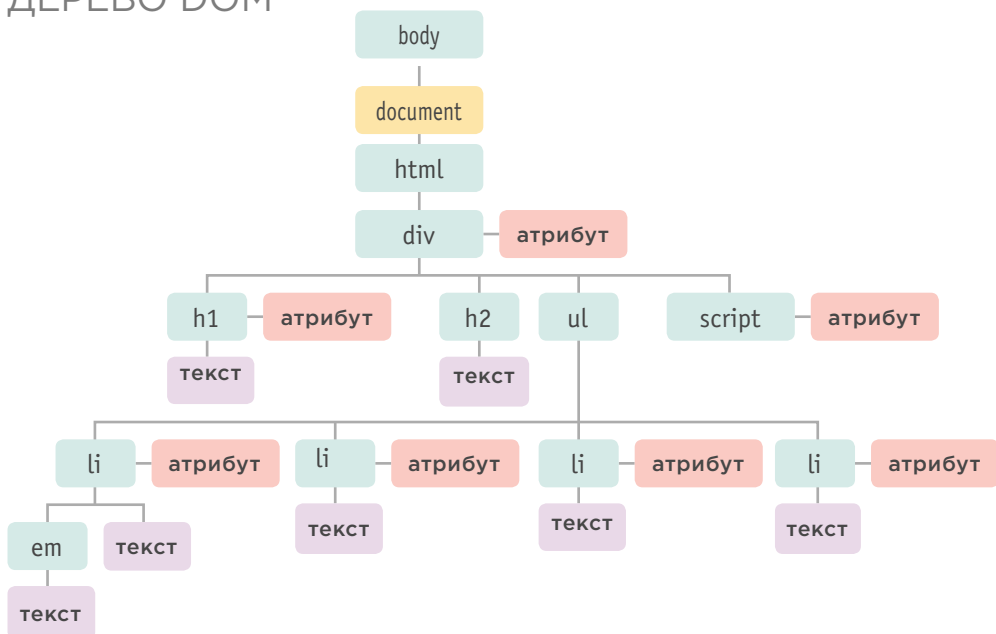 ДЕРЕВО DOM
body
document
html
div атрибут
h1 атрибут h2 ul script атрибут
текст текст
li атрибут li атрибут li атрибут li атрибут
текст текст текст
em текст
текст